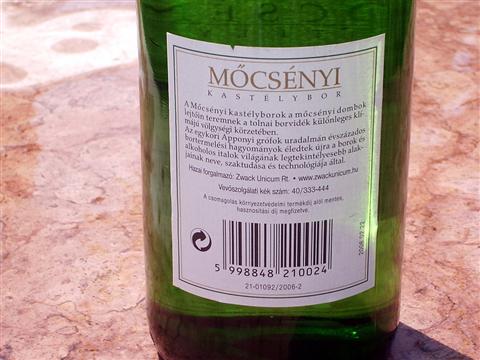 MŐCSÉNYI
KASTÉLYBOR
A Mőcsényi kastélyborok a mőcsényi dombok
lejtőin teremnek a tolnai borvidék különleges klí-
májú völgységi körzetében.
Az egykori Apponyi grófok uradalmán évszázados
bortermelési hagyományok éledtek újra a borok és
alkoholos italok világának legtekintélyesebb alak-
jainak neve, szaktudása és technológiája által.
Hazai forgalmazó: Zwack Unicum Rt. • www.zwackunicum.hu
Vevőszolgálati kék szám: 40/333-444
A csomagolás környezetvédelmi termékdíj alól mentes,
hasznosítási díj megfizetve.
5 998848 210024
21-01092/2006-2